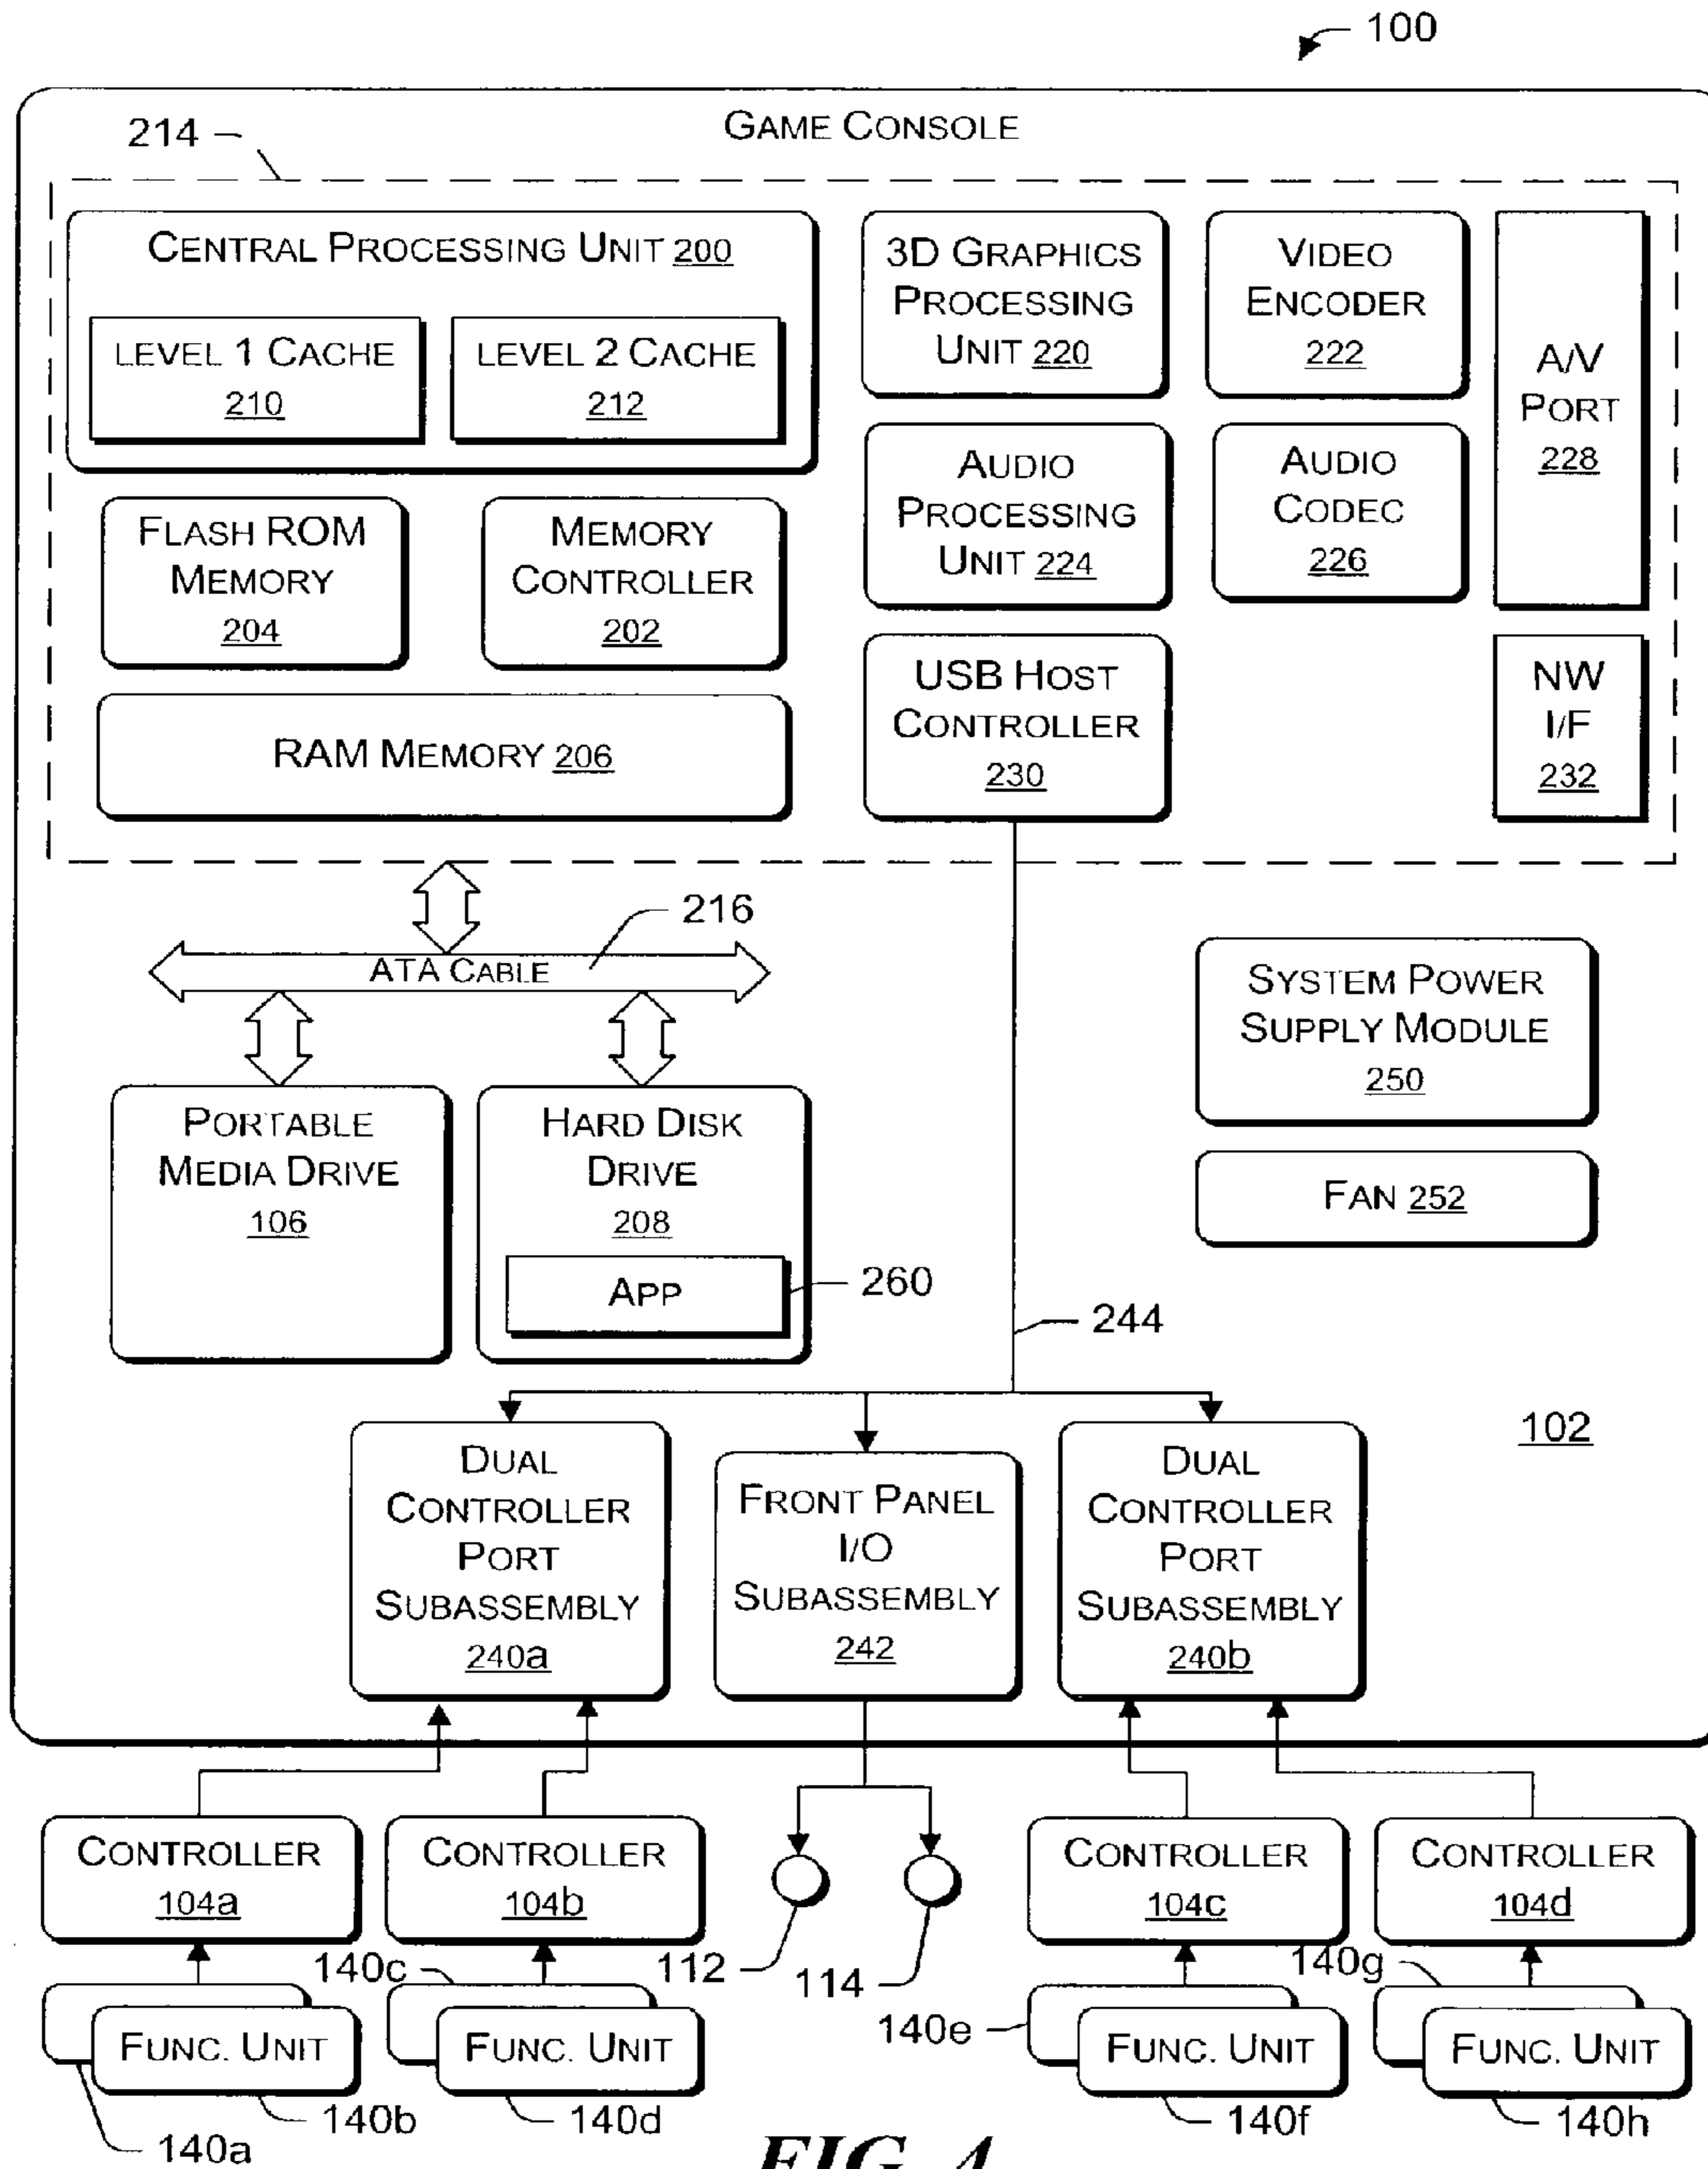 100
GAME CONSOLE
214
CENTRAL PROCESSING UNIT 200
LEVEL 1 CACHE
210
LEVEL 2 CACHE
212
3D GRAPHICS
PROCESSING
UNIT 220
VIDEO
ENCODER
222
A/V
PORT
228
FLASH ROM
MEMORY
204
MEMORY
CONTROLLER
202
AUDIO
PROCESSING
UNIT 224
AUDIO
CODEC
226
RAM MEMORY 206
USB HOST
CONTROLLER
230
NW
I/F
232
216
ATA CABLE
SYSTEM POWER
SUPPLY MODULE
250
PORTABLE
MEDIA DRIVE
106
HARD DISK
DRIVE
208
APP
260
FAN 252
244
102
DUAL
CONTROLLER
PORT
SUBASSEMBLY
240a
FRONT PANEL
I/O
SUBASSEMBLY
242
DUAL
CONTROLLER
PORT
SUBASSEMBLY
240b
CONTROLLER
104a
CONTROLLER
104b
112
114
CONTROLLER
104c
CONTROLLER
104d
140c
140g
140e
FUNC. UNIT
FUNC. UNIT
FUNC. UNIT
FUNC. UNIT
140a
140b
140d
140f
140h
FIG. 4